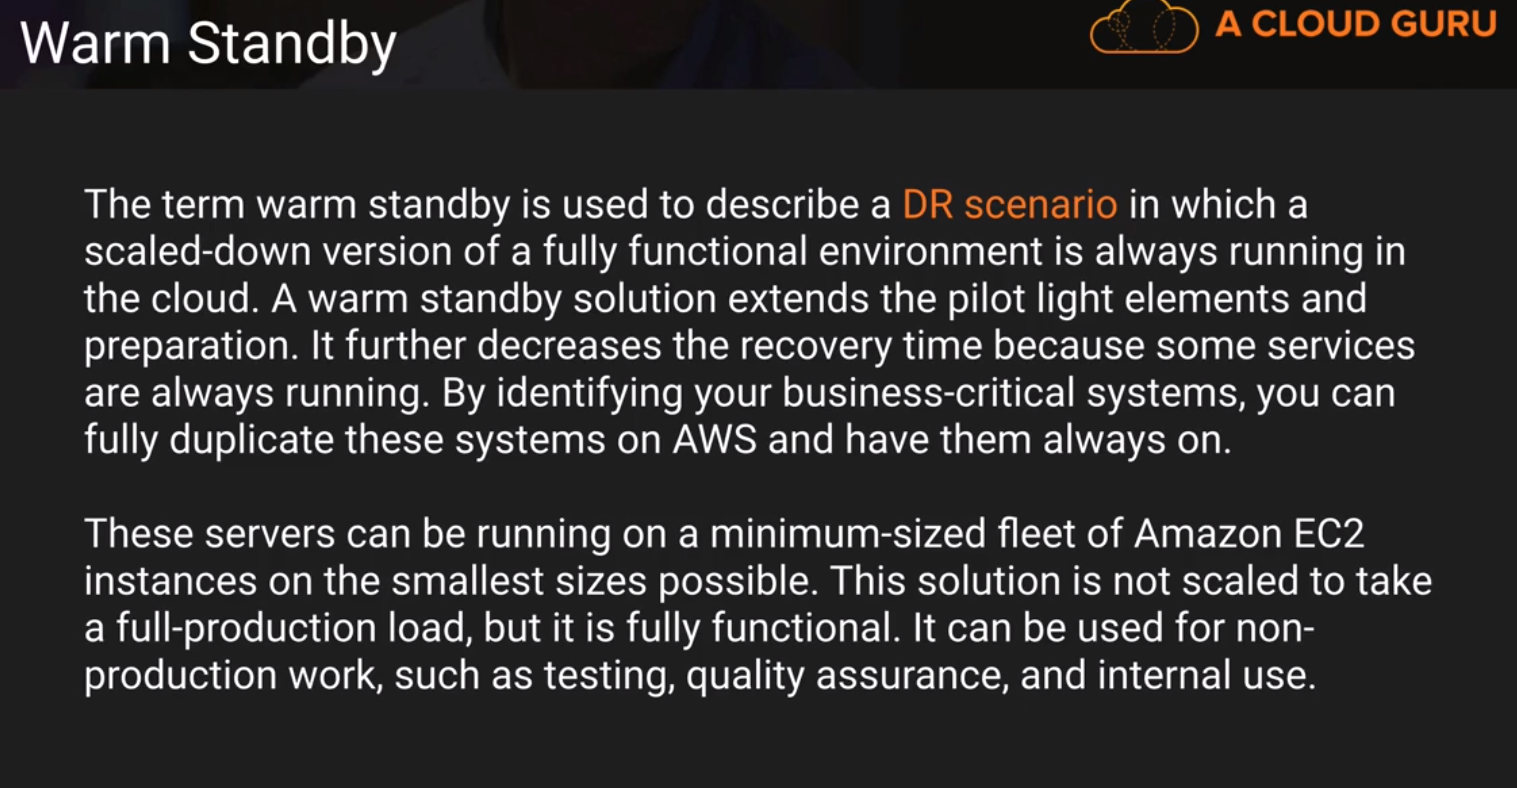 Warm Standby
A CLOUD GURU
The term warm standby is used to describe a DR scenario in which a
scaled-down version of a fully functional environment is always running in
the cloud. A warm standby solution extends the pilot light elements and
preparation. It further decreases the recovery time because some services
are always running. By identifying your business-critical systems, you can
fully duplicate these systems on AWS and have them always on.
These servers can be running on a minimum-sized fleet of Amazon EC2
instances on the smallest sizes possible. This solution is not scaled to take
a full-production load, but it is fully functional. It can be used for non-
production work, such as testing, quality assurance, and internal use.